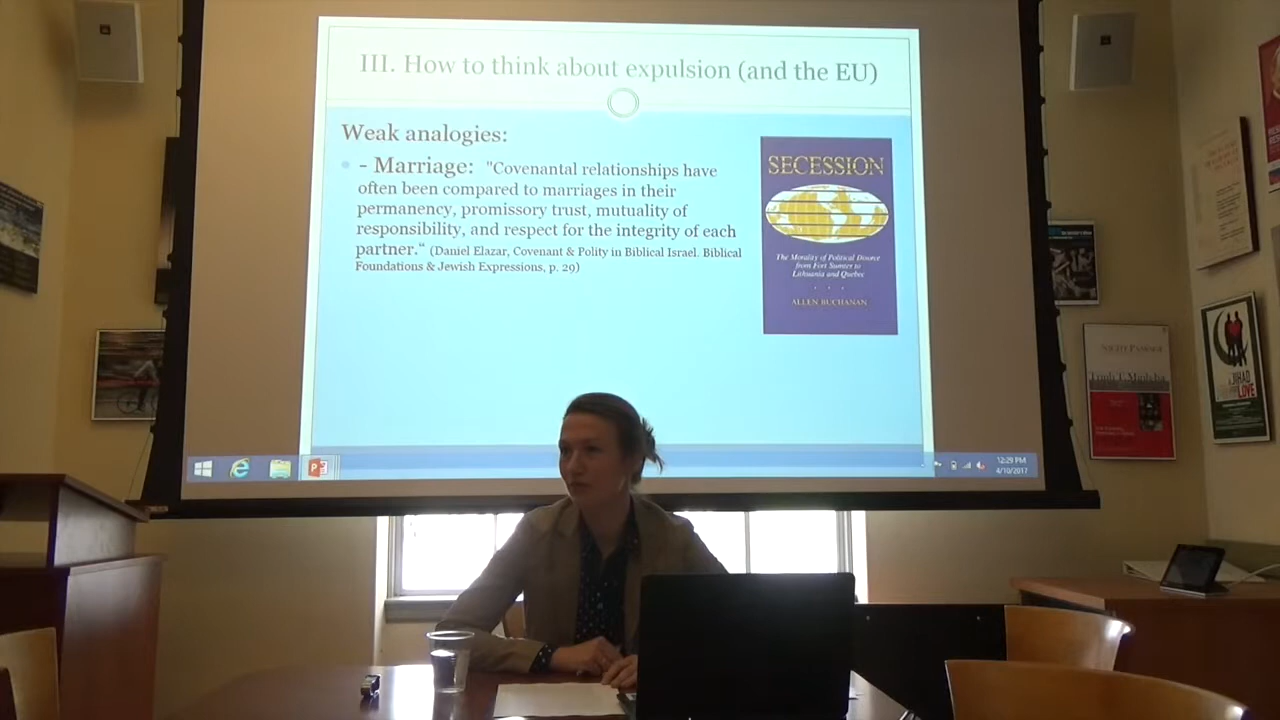 III. How to think about expulsion (and the EU)
Weak analogies:
- Marriage: "Covenantal relationships have
often been compared to marriages in their
permanency, promissory trust, mutuality of
responsibility, and respect for the integrity of each
partner.“ (Daniel Elazar, Covenant & Polity in Biblical Israel. Biblical
Foundations & Jewish Expressions, p. 29)
SECESSION
The Morality of Political Divorce
from Fort Sumter to
Lithuania and Quebec
ALLEN BUCHANAN
12:29 PM
4/10/2017
JIHAD
LOVE